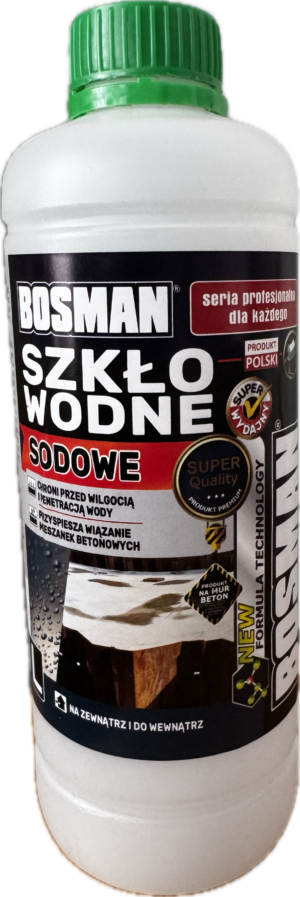 BOSMAN®
seria profesjonalna
dla każdego
SZKŁO
WODNE
PRODUKT
POLSKI
SUPER
WYDAJNY
SODOWE
SUPER
Quality
PRODUKT PREMIUM
CHRONI PRZED WILGOCIĄ
I PENETRACJĄ WODY
PRZYSPIESZA WIĄZANIE
MIESZANEK BETONOWYCH
PRODUKT
NA MUR
BETON
NEW
FORMULA TECHNOLOGY
BOSMAN®
NA ZEWNĄTRZ I DO WEWNĄTRZ